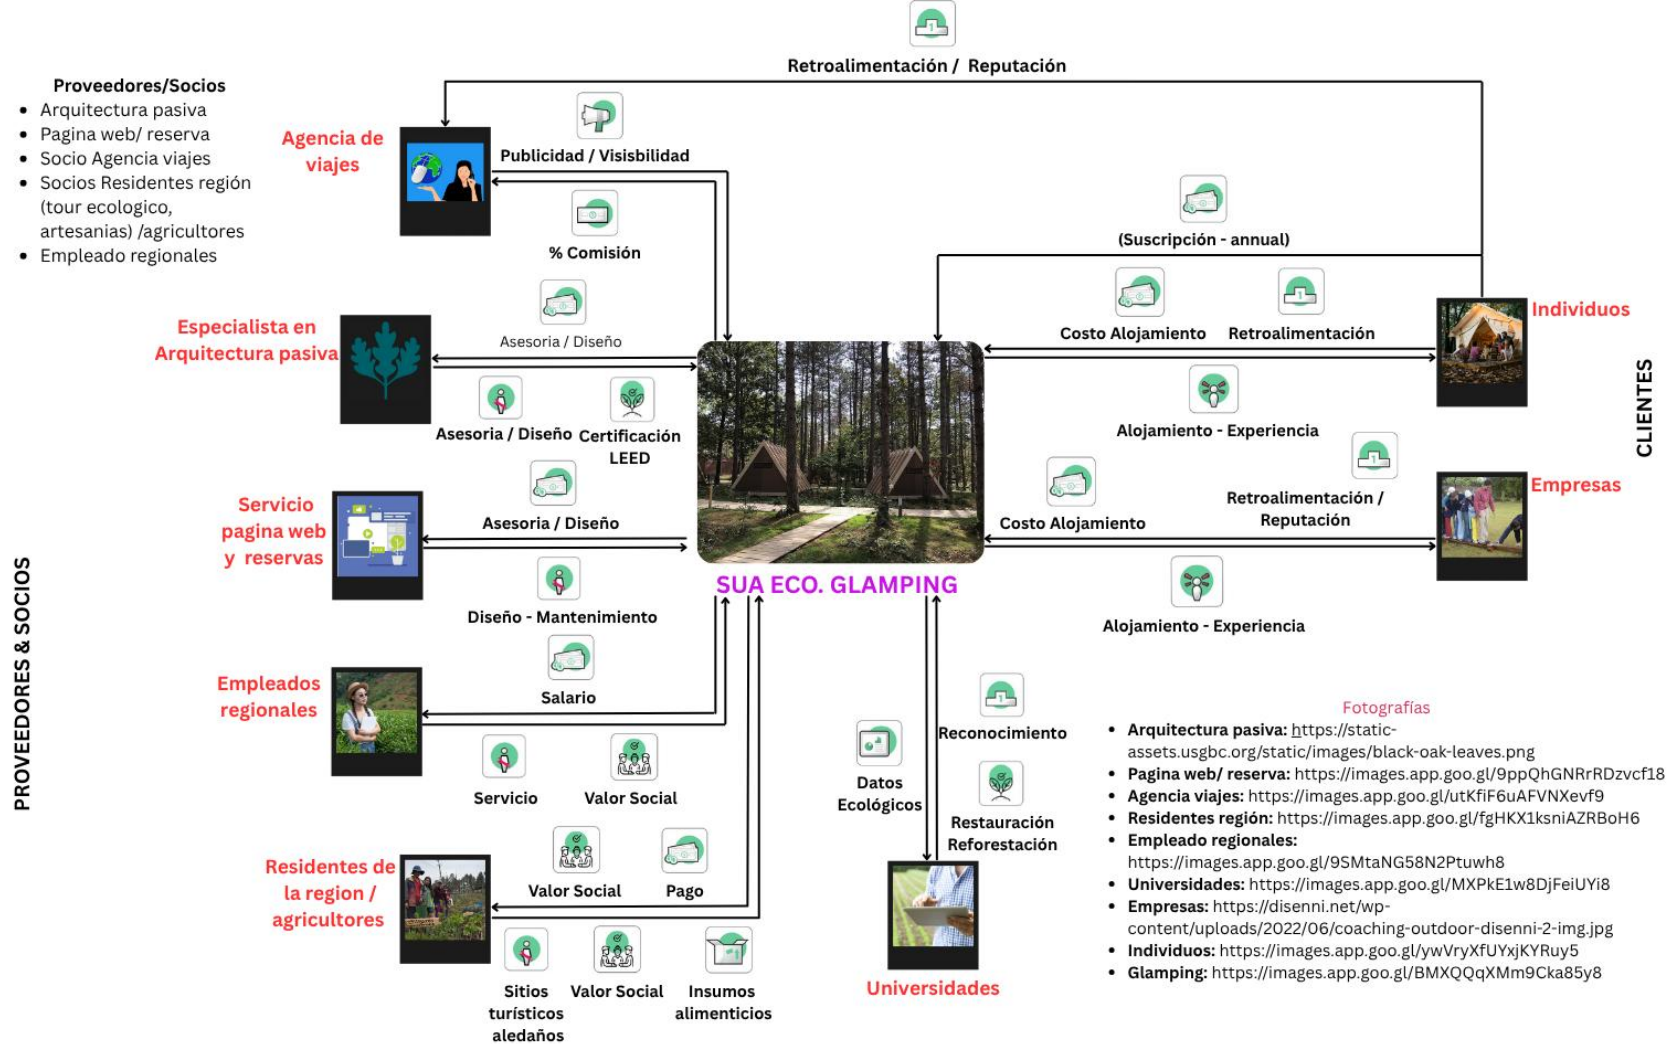 Retroalimentación / Reputación
Proveedores/Socios
• Arquitectura pasiva
• Pagina web/ reserva
• Socio Agencia viajes
• Socios Residentes región
(tour ecologico,
artesanias) /agricultores
• Empleado regionales
Agencia de
viajes
Publicidad / Visisbilidad
% Comisión
(Suscripción - annual)
Especialista en
Arquitectura pasiva
Asesoria / Diseño
Asesoria / Diseño
Certificación
LEED
Costo Alojamiento
Retroalimentación
Individuos
Alojamiento - Experiencia
CLIENTES
Servicio
pagina web
y reservas
Asesoria / Diseño
Diseño - Mantenimiento
Costo Alojamiento
Retroalimentación /
Reputación
Empresas
Alojamiento - Experiencia
SUA ECO. GLAMPING
PROVEEDORES & SOCIOS
Empleados
regionales
Salario
Servicio
Valor Social
Residentes de
la region /
agricultores
Valor Social
Pago
Sitios
turísticos
aledaños
Valor Social
Insumos
alimenticios
Datos
Ecológicos
Reconocimiento
Restauración
Reforestación
Universidades
Fotografías
• Arquitectura pasiva: https://static-
assets.usgbc.org/static/images/black-oak-leaves.png
• Pagina web/ reserva: https://images.app.goo.gl/9ppQhGNRrRDzvcf18
• Agencia viajes: https://images.app.goo.gl/utKfiF6uAFVNXevf9
• Residentes región: https://images.app.goo.gl/fgHKX1ksniAZRBoH6
• Empleado regionales:
https://images.app.goo.gl/9SMtaNG58N2Ptuwh8
• Universidades: https://images.app.goo.gl/MXPkE1w8DjFeiUYi8
• Empresas: https://disenni.net/wp-
content/uploads/2022/06/coaching-outdoor-disenni-2-img.jpg
• Individuos: https://images.app.goo.gl/ywVryXfUYxjKYRuy5
• Glamping: https://images.app.goo.gl/BMXQQqXMm9Cka85y8